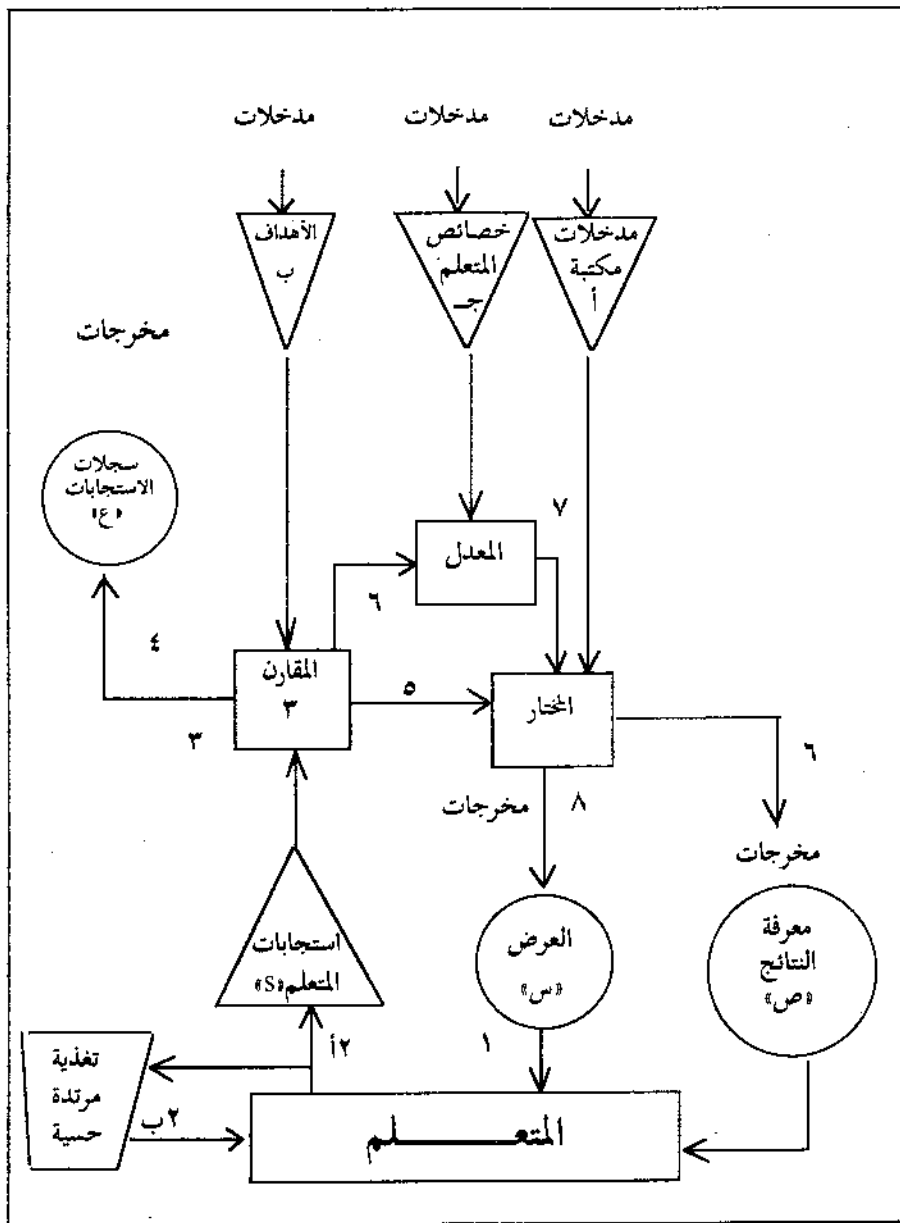 مدخلات
مدخلات
مدخلات
مدخلات
مكتبة
أ
خصائص
المتعلم
جـ
الأهداف
ب
مخرجات
سجلات
الاستجابات
«ع»
المعدل
٧
٦
٤
المقارن
٣
٣
٥
المختار
٦
٨
مخرجات
مخرجات
استجابات
المتعلم«S»
العرض
«س»
معرفة
النتائج
«ص»
١
٢أ
تغذية
مرتدة
حسية
٢ب
المتعـــــــــلم